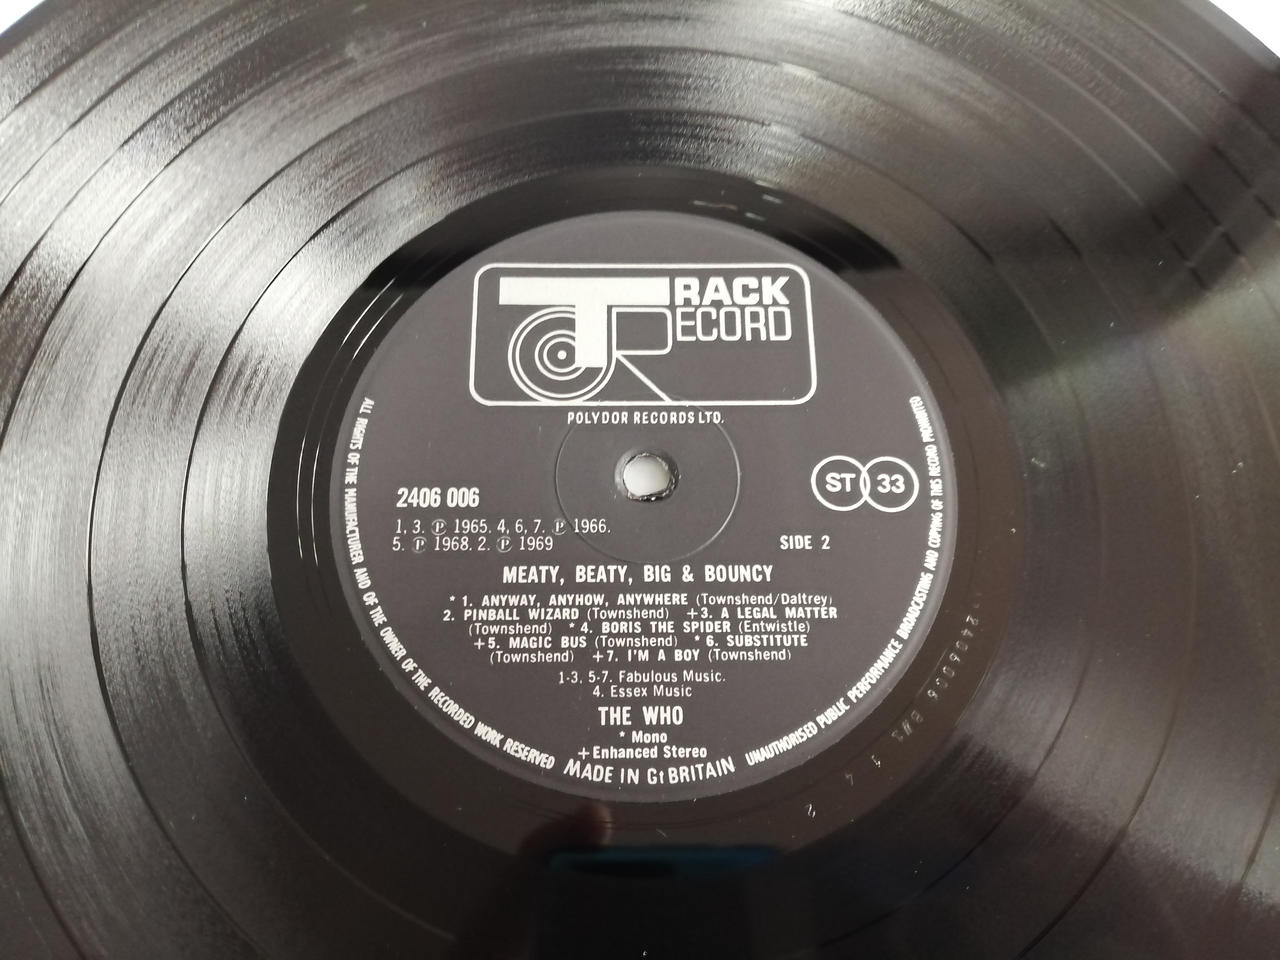 TRACK
RECORD
POLYDOR RECORDS LTD.
ST 33
2406 006
1. 3. ℗ 1965. 4, 6, 7. ℗ 1966.
5. ℗ 1968. 2. ℗ 1969
SIDE 2
MEATY, BEATY, BIG & BOUNCY
* 1. ANYWAY, ANYHOW, ANYWHERE (Townshend/Daltrey)
2. PINBALL WIZARD (Townshend) +3. A LEGAL MATTER
(Townshend) * 4. BORIS THE SPIDER (Entwistle)
+5. MAGIC BUS (Townshend) * 6. SUBSTITUTE
(Townshend) +7. I'M A BOY (Townshend)
1-3, 5-7. Fabulous Music.
4. Essex Music
THE WHO
* Mono
+Enhanced Stereo
ALL RIGHTS OF THE MANUFACTURER AND OF THE OWNER OF THE RECORDED WORK RESERVED
MADE IN Gt BRITAIN
UNAUTHORISED PUBLIC PERFORMANCE BROADCASTING AND COPYING OF THIS RECORD PROHIBITED
2406006